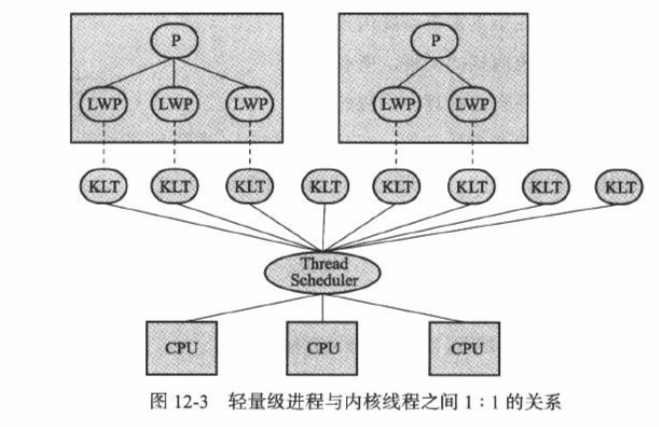 P P
LWP LWP LWP LWP LWP
KLT KLT KLT KLT KLT KLT KLT KLT
Thread
Scheduler
CPU CPU CPU
图 12-3 轻量级进程与内核线程之间 1：1 的关系